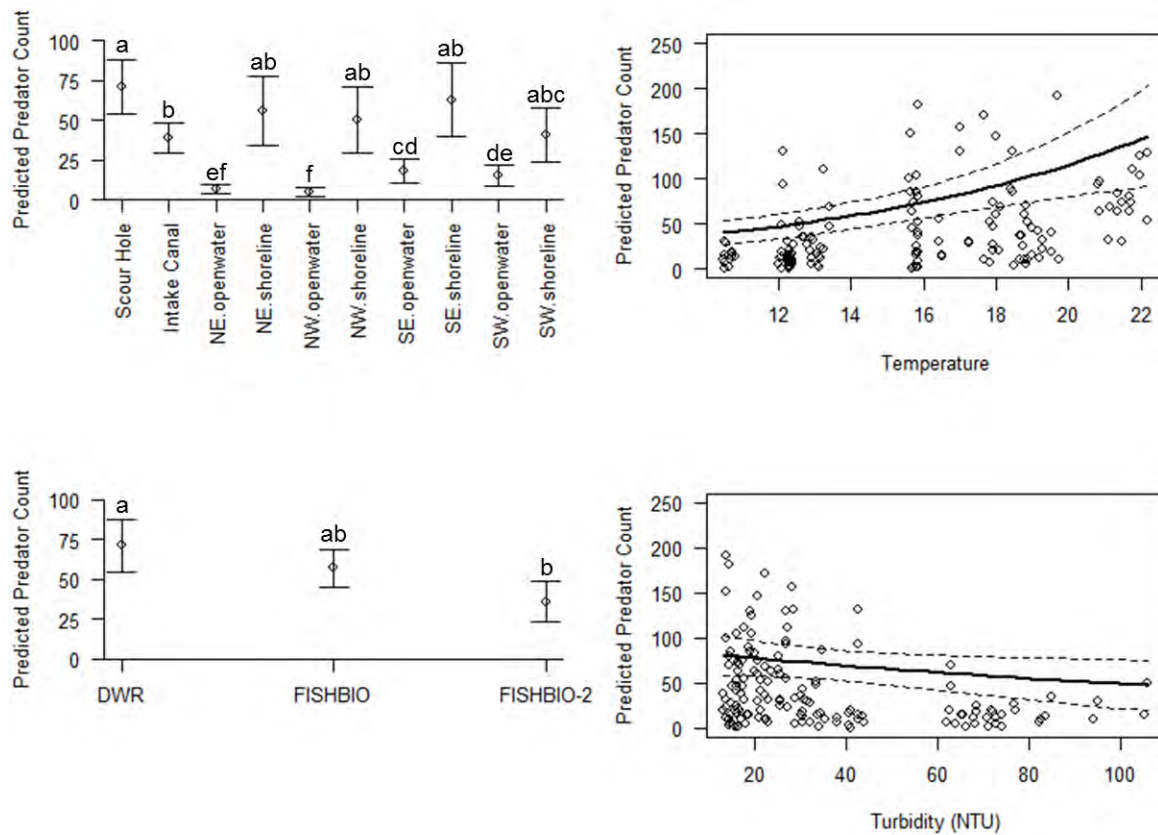 Predicted Predator Count
100
75
50
25
0
a
b
ef
ab
f
ab
cd
ab
de
abc
Scour Hole
Intake Canal
NE.openwater
NE.shoreline
NW.openwater
NW.shoreline
SE.openwater
SE.shoreline
SW.openwater
SW.shoreline
Predicted Predator Count
250
200
150
100
50
0
12 14 16 18 20 22
Temperature
Predicted Predator Count
100
75
50
25
0
a
ab
b
DWR FISHBIO FISHBIO-2
Predicted Predator Count
250
200
150
100
50
0
20 40 60 80 100
Turbidity (NTU)